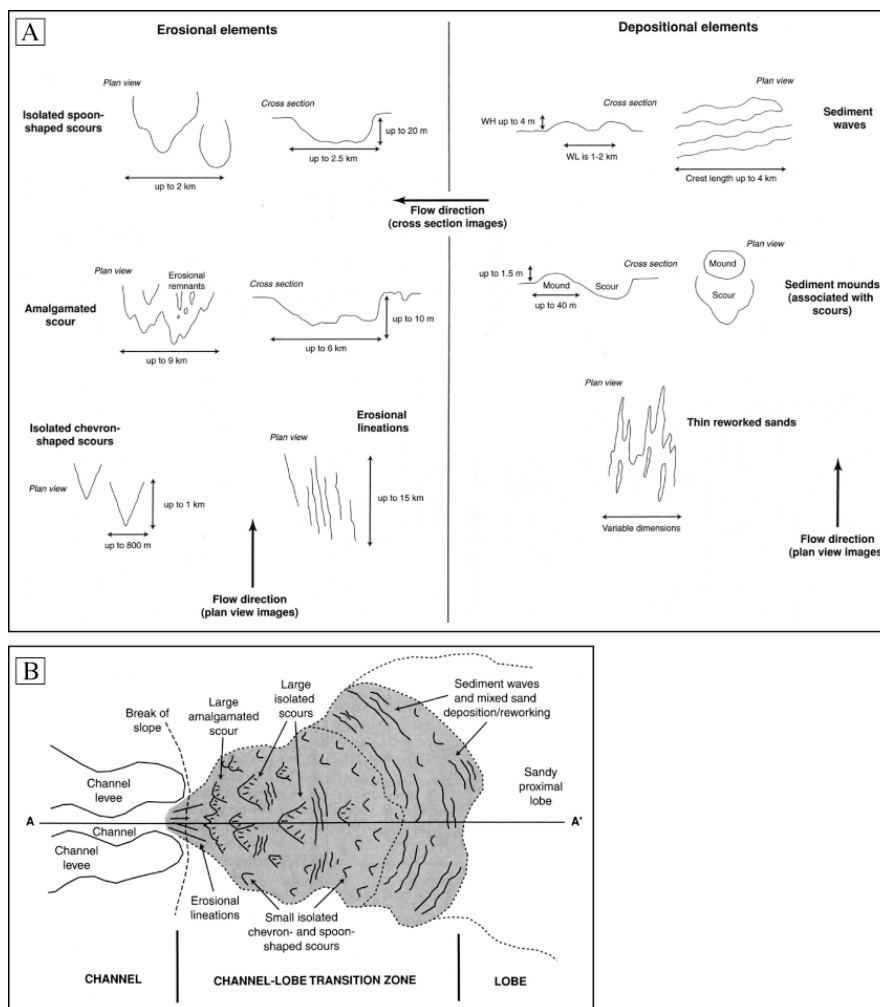 A
Erosional elements
Plan view
Isolated spoon-
shaped scours
Cross section
up to 20 m
up to 2.5 km
up to 2 km
Flow direction
(cross section images)
Plan view
Erosional
remnants
Cross section
Amalgamated
scour
up to 10 m
up to 6 km
up to 9 km
Isolated chevron-
shaped scours
Erosional
lineations
Plan view
Plan view
up to 1 km
up to 15 km
up to 800 m
Flow direction
(plan view images)
Depositional elements
Plan view
Cross section
WH up to 4 m
Sediment
waves
WL is 1-2 km
Crest length up to 4 km
Plan view
Cross section
up to 1.5 m
Mound
Scour
up to 40 m
Mound
Scour
Sediment mounds
(associated with
scours)
Plan view
Thin reworked sands
Variable dimensions
Flow direction
(plan view images)
B
Break of
slope
Large
amalgamated
scour
Large
isolated
scours
Sediment waves
and mixed sand
deposition/reworking
Channel
levee
Sandy
proximal
lobe
A
A'
Channel
Channel
levee
Erosional
lineations
Small isolated
chevron- and spoon-
shaped scours
CHANNEL
CHANNEL-LOBE TRANSITION ZONE
LOBE